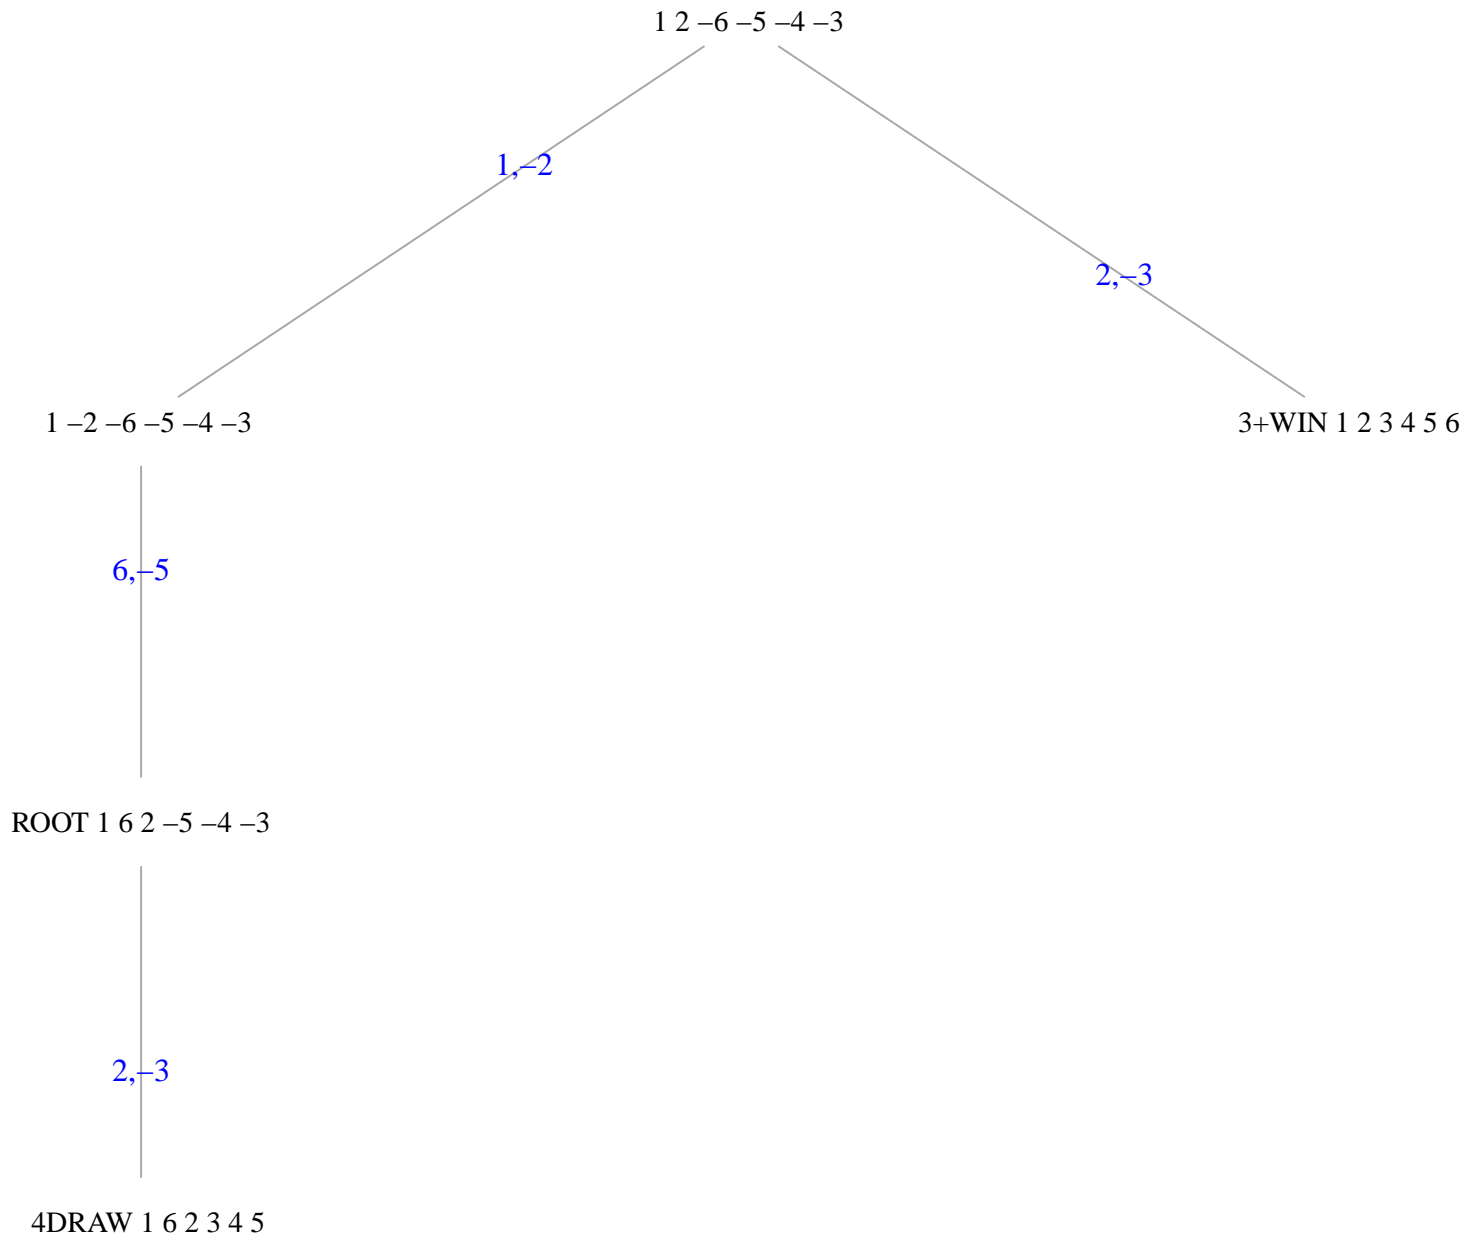 1 2 –6 –5 –4 –3
1,–2
2,–3
1 –2 –6 –5 –4 –3
3+WIN 1 2 3 4 5 6
6,–5
ROOT 1 6 2 –5 –4 –3
2,–3
4DRAW 1 6 2 3 4 5